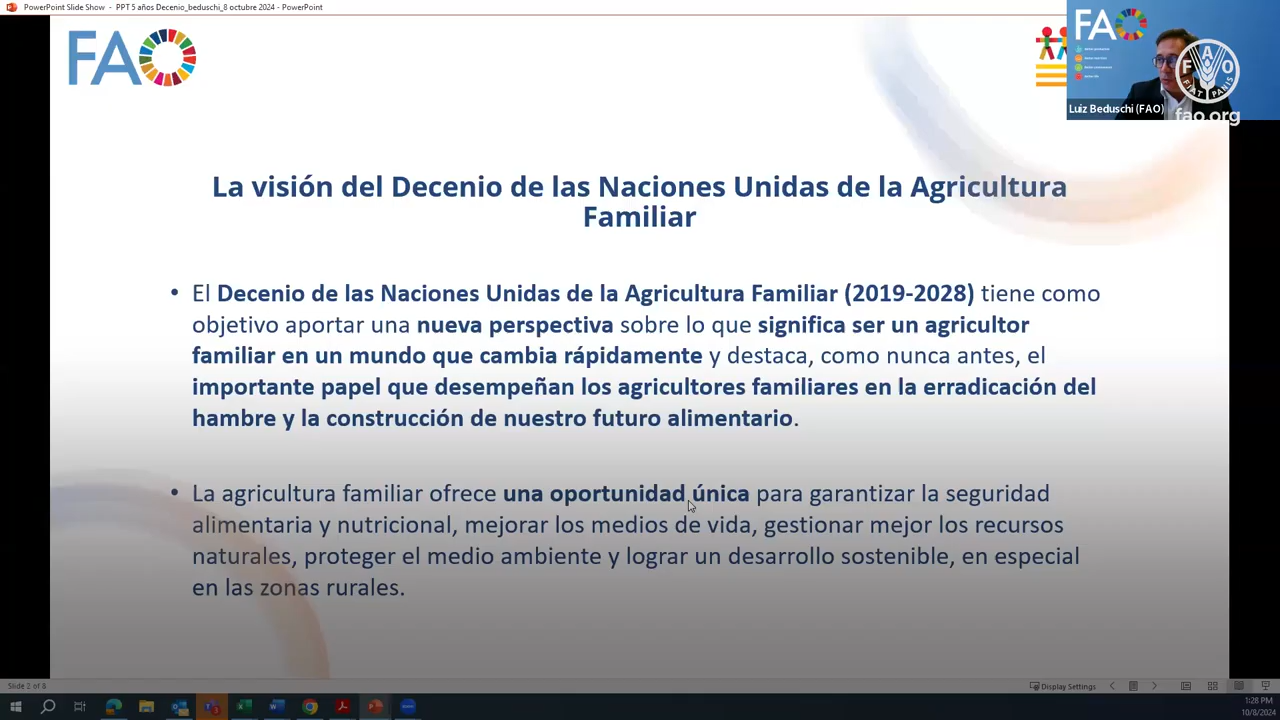 PowerPoint Slide Show - PPT 5 años Decenio_beduschi_8 octubre 2024 - PowerPoint
FAO
FAO
Luiz Beduschi (FAO)
FAO
FIAT PANIS
fao.org
La visión del Decenio de las Naciones Unidas de la Agricultura
Familiar
• El Decenio de las Naciones Unidas de la Agricultura Familiar (2019-2028) tiene como
objetivo aportar una nueva perspectiva sobre lo que significa ser un agricultor
familiar en un mundo que cambia rápidamente y destaca, como nunca antes, el
importante papel que desempeñan los agricultores familiares en la erradicación del
hambre y la construcción de nuestro futuro alimentario.
• La agricultura familiar ofrece una oportunidad única para garantizar la seguridad
alimentaria y nutricional, mejorar los medios de vida, gestionar mejor los recursos
naturales, proteger el medio ambiente y lograr un desarrollo sostenible, en especial
en las zonas rurales.
Slide 2 of 8
Display Settings
1:28 PM
10/8/2024